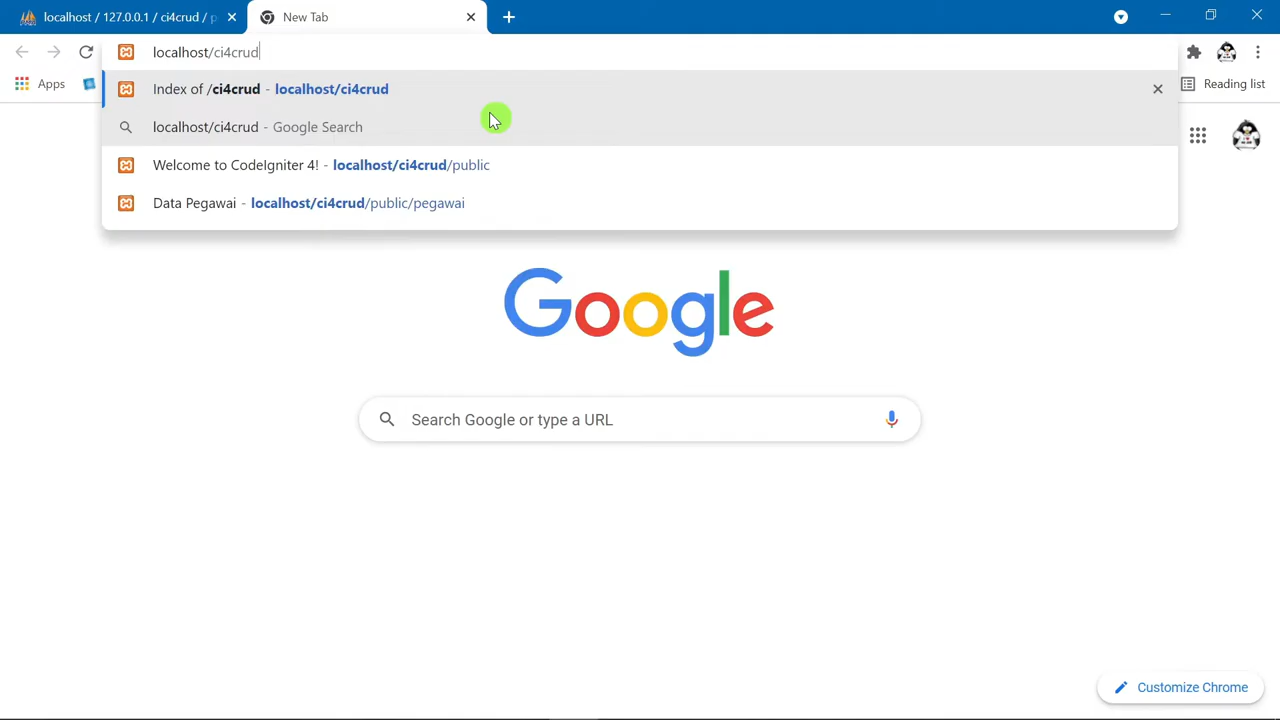 localhost / 127.0.0.1 / ci4crud / p
New Tab
localhost/ci4crud
Apps
Index of /ci4crud - localhost/ci4crud
Reading list
localhost/ci4crud - Google Search
Welcome to CodeIgniter 4! - localhost/ci4crud/public
Data Pegawai - localhost/ci4crud/public/pegawai
Google
Search Google or type a URL
Customize Chrome